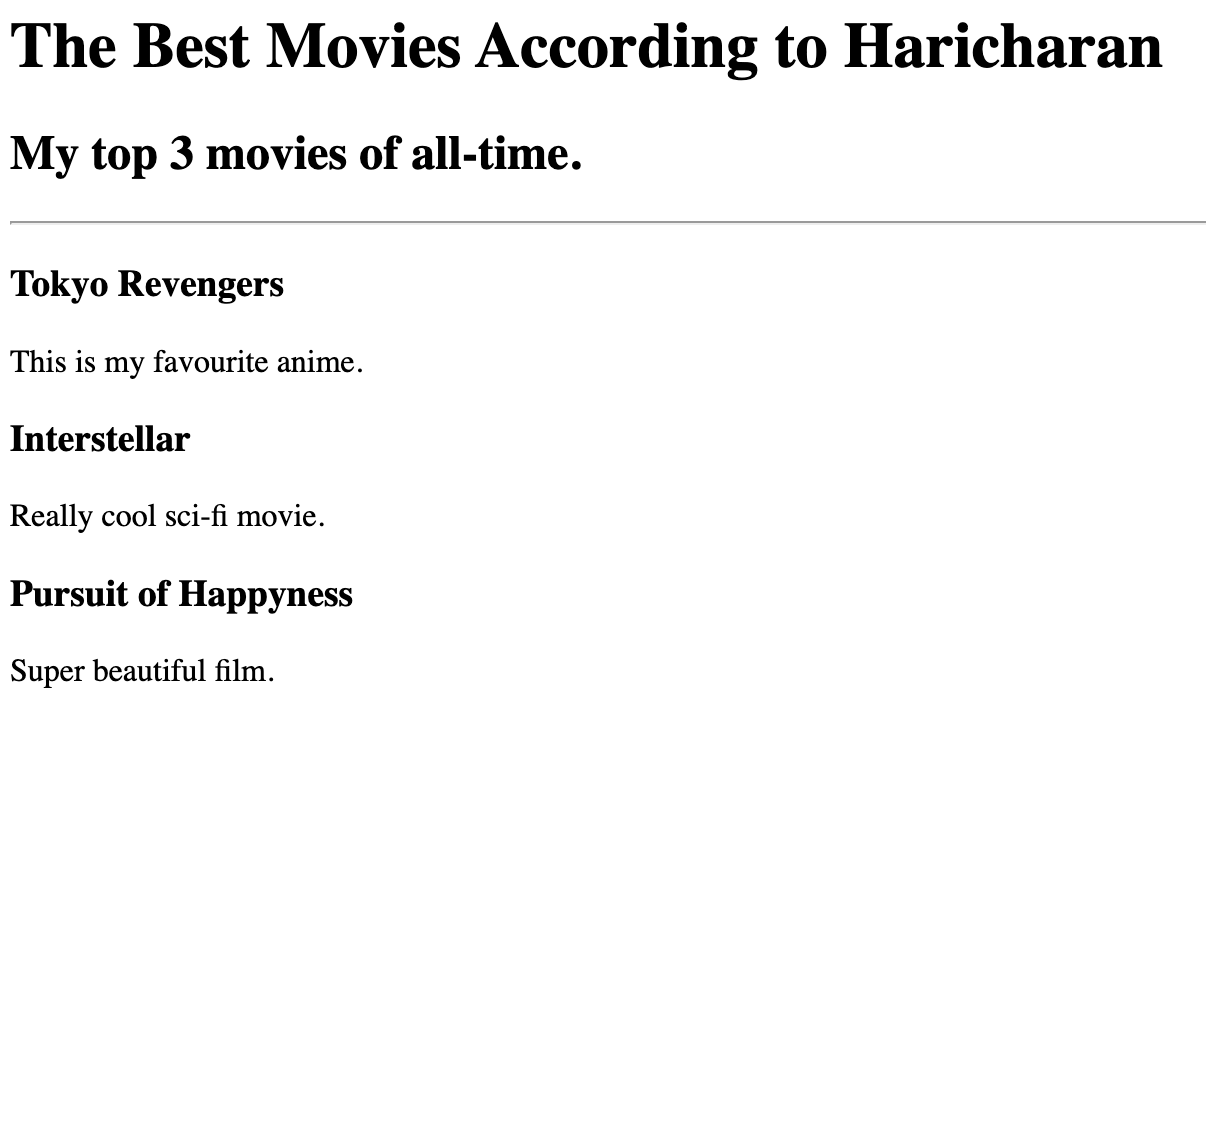 The Best Movies According to Haricharan
My top 3 movies of all-time.
Tokyo Revengers
This is my favourite anime.
Interstellar
Really cool sci-fi movie.
Pursuit of Happyness
Super beautiful film.